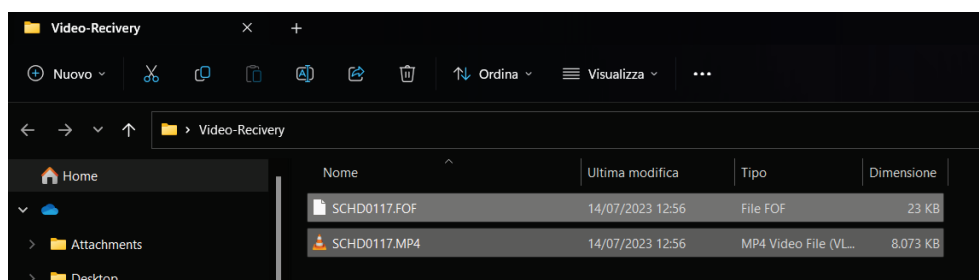 Video-Recivery
Nuovo Ordina Visualizza
Video-Recivery
Home
Nome Ultima modifica Tipo Dimensione
SCHD0117.FOF 14/07/2023 12:56 File FOF 23 KB
Attachments
SCHD0117.MP4 14/07/2023 12:56 MP4 Video File (VL... 8.073 KB
Desktop